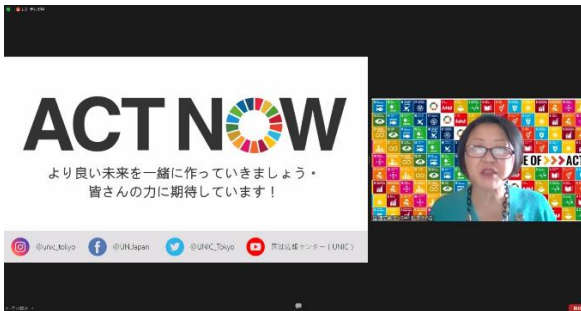 ACT NOW
より良い未来を一緒に作っていきましょう。
皆さんの力に期待しています!
@unic_tokyo
@UNJapan
@UNIC_Tokyo
国連広報センター(UNIC)
E OF >>> ACT